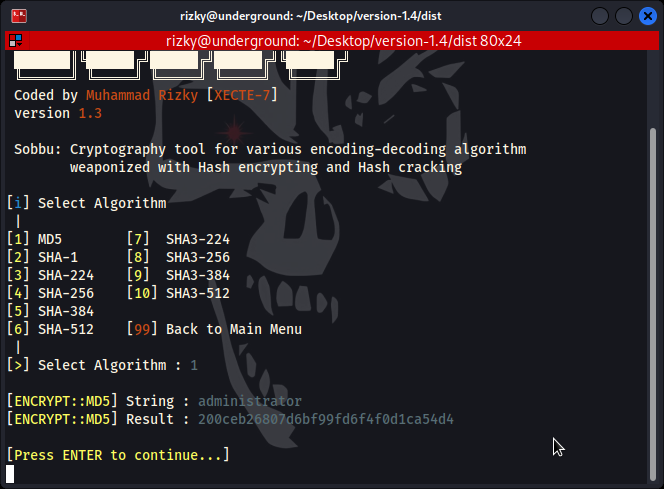 rizky@underground: ~/Desktop/version-1.4/dist
rizky@underground: ~/Desktop/version-1.4/dist 80x24
Coded by Muhammad Rizky [XECTE-7]
version 1.3
Sobbu: Cryptography tool for various encoding-decoding algorithm
weaponized with Hash encrypting and Hash cracking
[i] Select Algorithm
|
[1] MD5 [7] SHA3-224
[2] SHA-1 [8] SHA3-256
[3] SHA-224 [9] SHA3-384
[4] SHA-256 [10] SHA3-512
[5] SHA-384
[6] SHA-512 [99] Back to Main Menu
|
[>] Select Algorithm : 1
[ENCRYPT::MD5] String : administrator
[ENCRYPT::MD5] Result : 200ceb26807d6bf99fd6f4f0d1ca54d4
[Press ENTER to continue...]